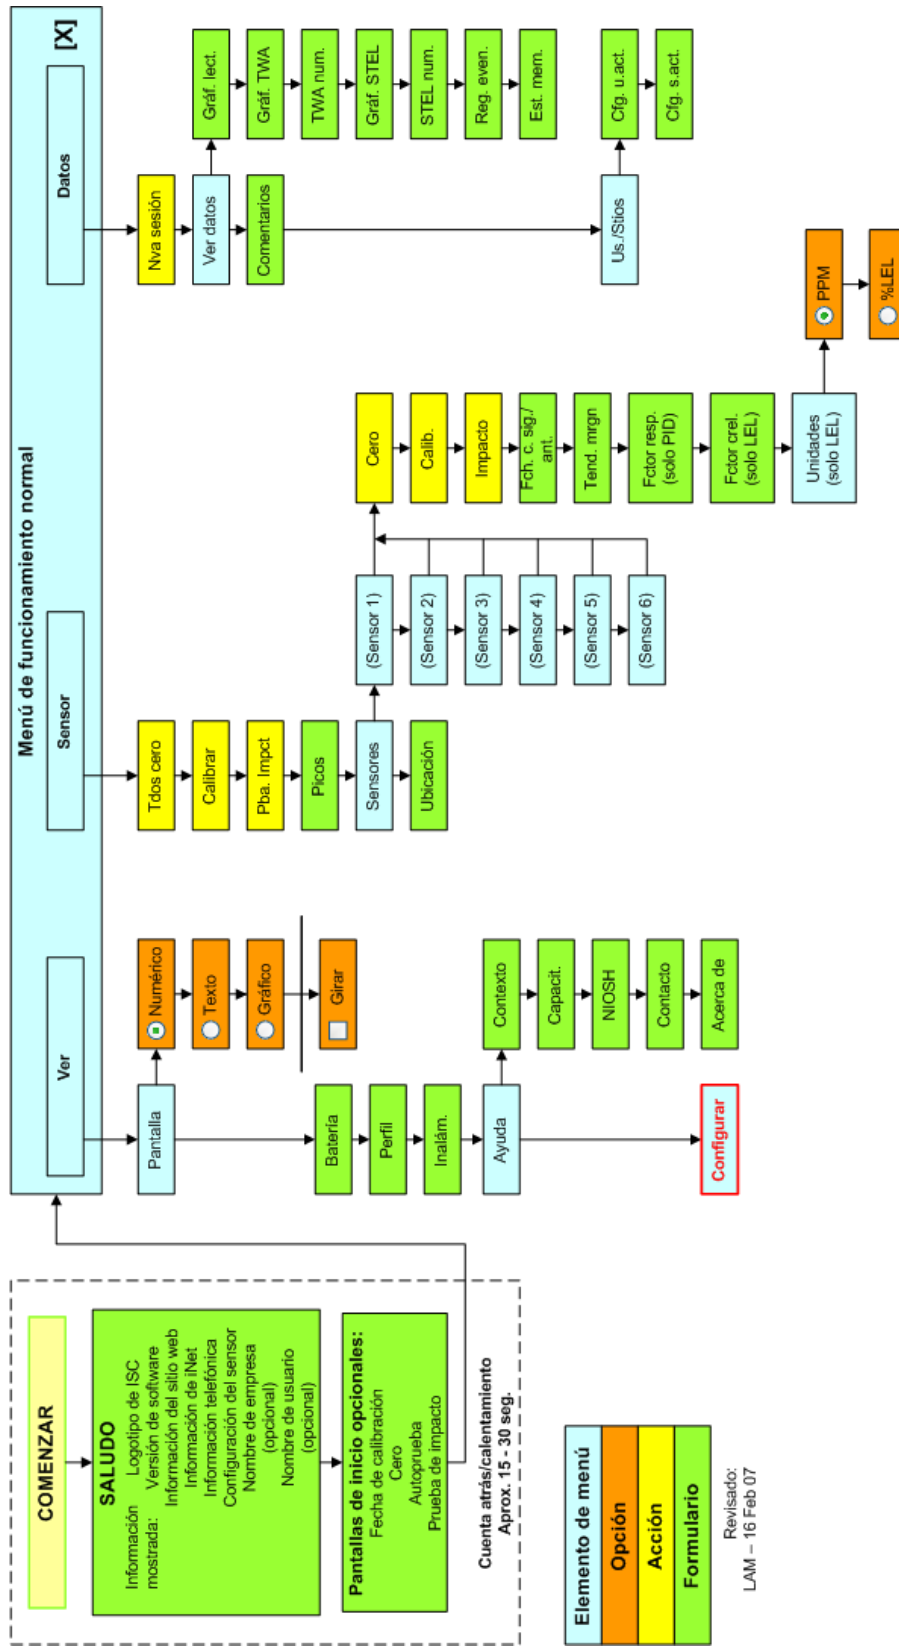 COMENZAR
SALUDO
Información
mostrada:
Logotipo de ISC
Versión de software
Información del sitio web
Información de iNet
Información telefónica
Configuración del sensor
Nombre de empresa
(opcional)
Nombre de usuario
(opcional)
Pantallas de inicio opcionales:
Fecha de calibración
Cero
Autoprueba
Prueba de impacto
Cuenta atrás/calentamiento
Aprox. 15 - 30 seg.
Elemento de menú
Opción
Acción
Formulario
Revisado:
LAM – 16 Feb 07
Menú de funcionamiento normal
[X]
Ver
Sensor
Datos
Pantalla
Numérico
Texto
Gráfico
Girar
Batería
Perfil
Inalám.
Ayuda
Contexto
Capacit.
NIOSH
Contacto
Acerca de
Configurar
Tdos cero
Calibrar
Pba. Impct
Picos
Sensores
Ubicación
(Sensor 1)
(Sensor 2)
(Sensor 3)
(Sensor 4)
(Sensor 5)
(Sensor 6)
Cero
Calib.
Impacto
Fch. c. sig./
ant.
Tend. mrgn
Fctor resp.
(solo PID)
Fctor crel.
(solo LEL)
Unidades
(solo LEL)
PPM
%LEL
Nva sesión
Ver datos
Comentarios
Gráf. lect.
Gráf. TWA
TWA num.
Gráf. STEL
STEL num.
Reg. even.
Est. mem.
Us./Stios
Cfg. u.act.
Cfg. s.act.